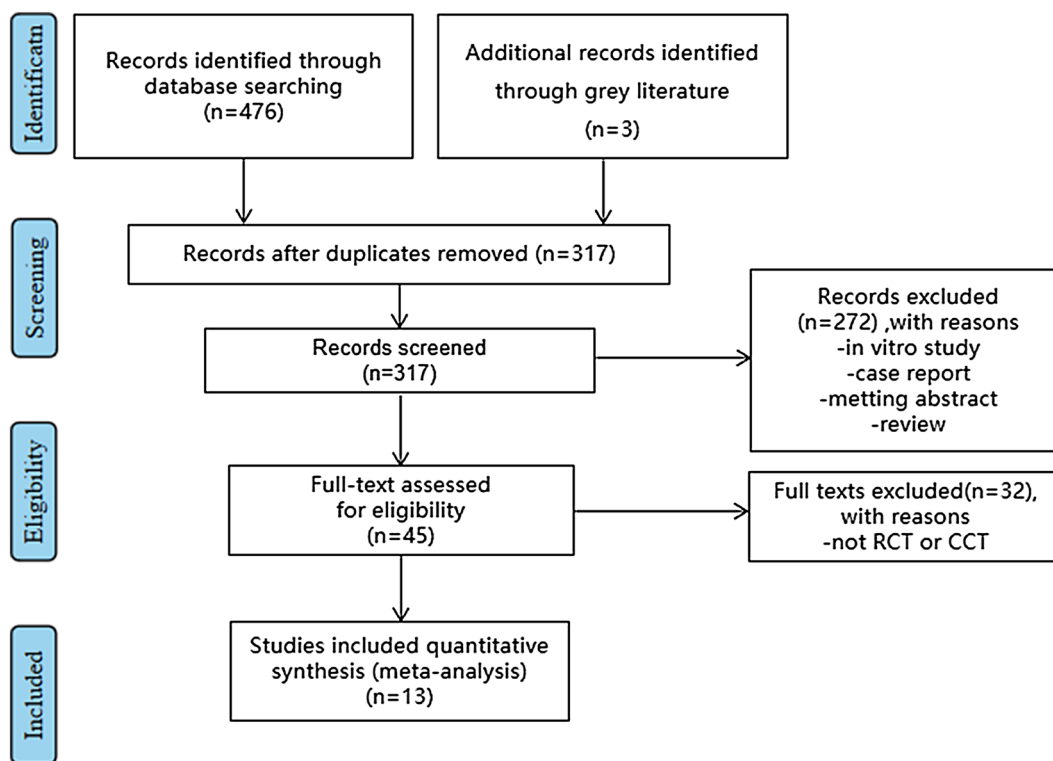 Identificatn
Records identified through
database searching
(n=476)
Additional records identified
through grey literature
(n=3)
Screening
Records after duplicates removed (n=317)
Records screened
(n=317)
Records excluded
(n=272) ,with reasons
-in vitro study
-case report
-metting abstract
-review
Eligibility
Full-text assessed
for eligibility
(n=45)
Full texts excluded(n=32),
with reasons
-not RCT or CCT
Included
Studies included quantitative
synthesis (meta-analysis)
(n=13)